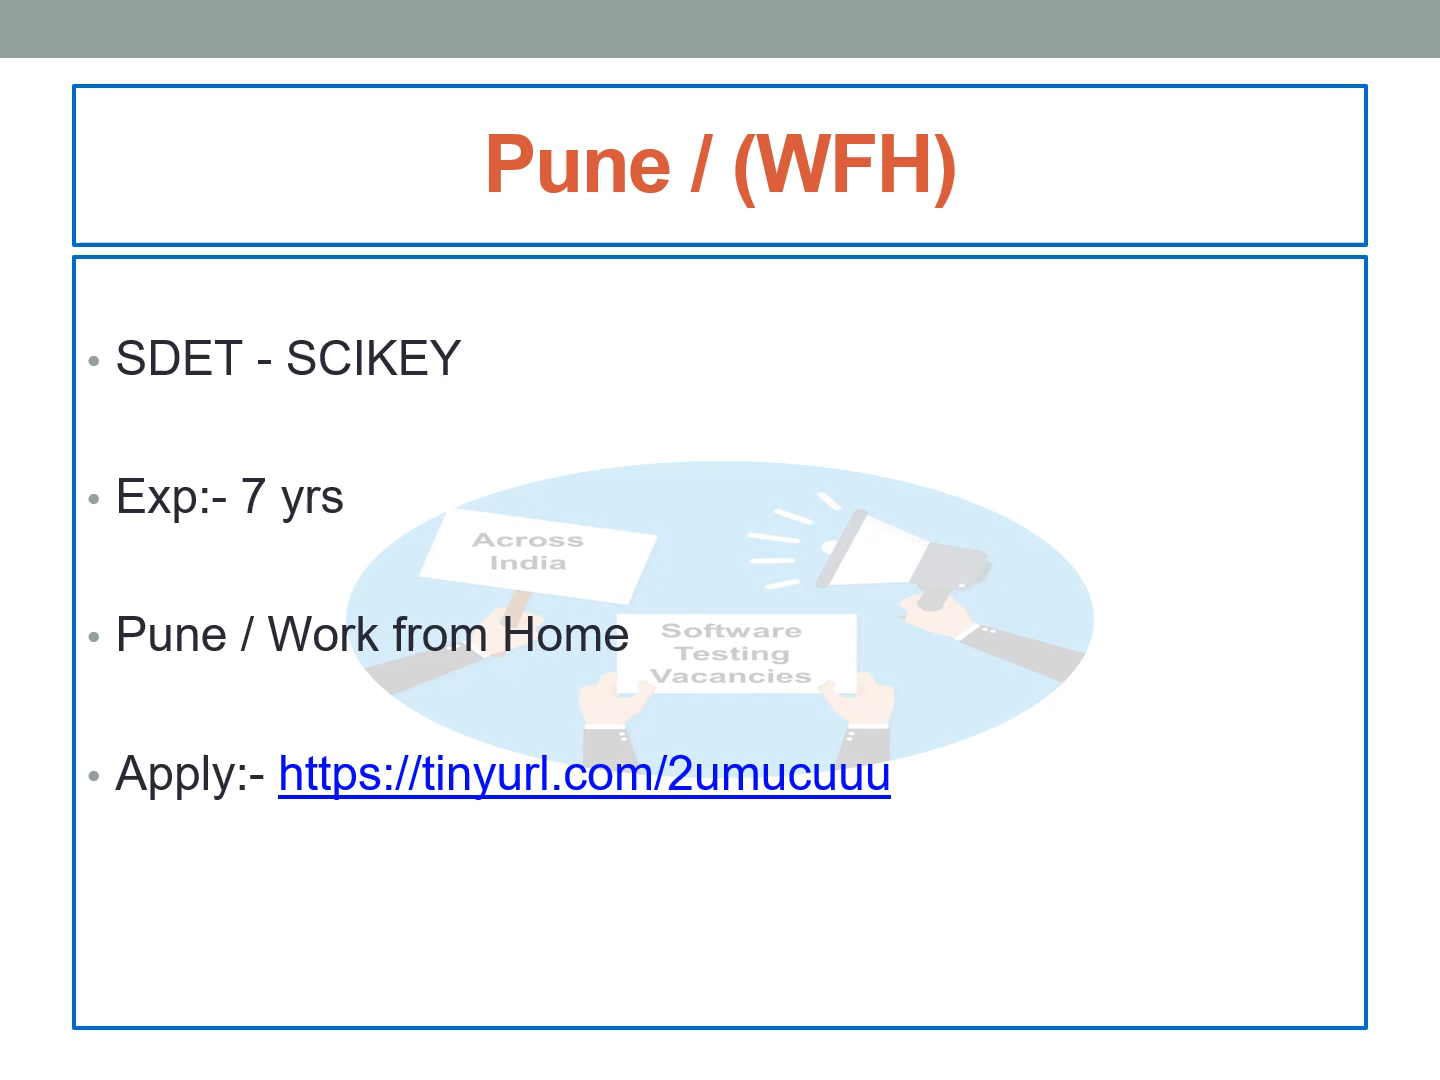 Pune / (WFH)
• SDET - SCIKEY
• Exp:- 7 yrs
Across
India
• Pune / Work from Home
Software
Testing
Vacancies
• Apply:- https://tinyurl.com/2umucuuu